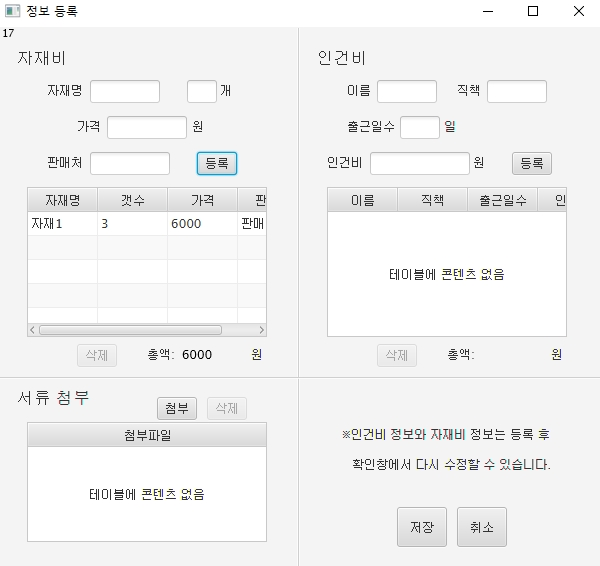 정보 등록
17
자재비
자재명 개
가격 원
판매처 등록
자재명 갯수 가격 판
자재1 3 6000 판매
삭제 총액: 6000 원
인건비
이름 직책
출근일수 일
인건비 원 등록
이름 직책 출근일수 인
테이블에 콘텐츠 없음
삭제 총액: 원
서류 첨부
첨부 삭제
첨부파일
테이블에 콘텐츠 없음
※인건비 정보와 자재비 정보는 등록 후
확인창에서 다시 수정할 수 있습니다.
저장 취소